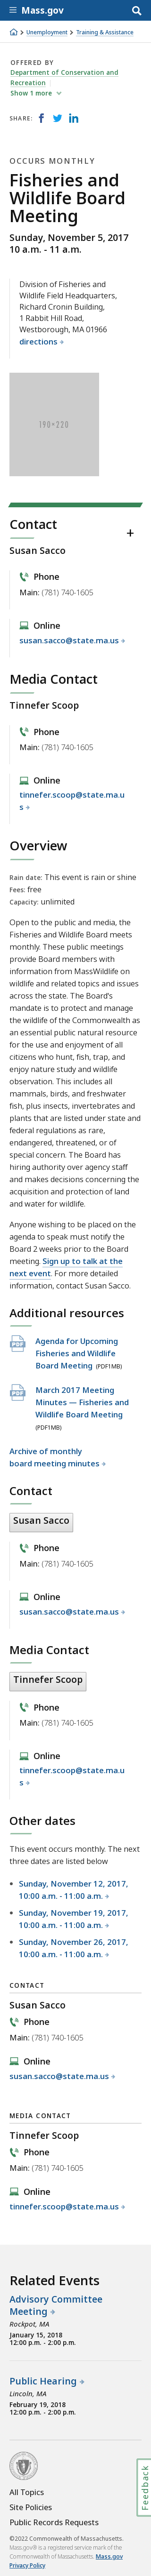 Mass.gov
Unemployment
Training & Assistance
OFFERED BY
Department of Conservation and
Recreation
Show 1 more
SHARE:
OCCURS MONTHLY
Fisheries and
Wildlife Board
Meeting
Sunday, November 5, 2017
10 a.m. - 11 a.m.
Division of Fisheries and
Wildlife Field Headquarters,
Richard Cronin Building,
1 Rabbit Hill Road,
Westborough, MA 01966
directions
190×220
Contact
Susan Sacco
Phone
Main: (781) 740-1605
Online
susan.sacco@state.ma.us
Media Contact
Tinnefer Scoop
Phone
Main: (781) 740-1605
Online
tinnefer.scoop@state.ma.u
s
Overview
Rain date: This event is rain or shine
Fees: free
Capacity: unlimited
Open to the public and media, the
Fisheries and Wildlife Board meets
monthly. These public meetings
provide Board members with
information from MassWildlife on
wildlife related topics and issues
across the state. The Board's
mandate is to protect and manage
the wildlife of the Commonwealth as
an essential and renewable public
resource for the use and enjoyment of all
citizens who hunt, fish, trap, and
enjoy nature study and wildlife
observation. This includes all
mammals, birds, and freshwater
fish, plus insects, invertebrates and
all plants that are regulated as
rare, endangered, threatened, or of
special concern. The Board has no
authority over federal lands, parks,
domesticated and agricultural
animals, pets, and animal control on
land or water for wildlife.
Anyone wishing to be placed on the
agenda to speak must notify the
Board 2 weeks prior to the Board
meeting. Sign up to talk at the
next event. For more detailed
information, contact Susan Sacco.
Additional resources
Agenda for Upcoming
Fisheries and Wildlife
Board Meeting (PDF1MB)
March 2017 Meeting
Minutes — Fisheries and
Wildlife Board Meeting
(PDF1MB)
Archive of monthly
board meeting minutes
Contact
Susan Sacco
Phone
Main: (781) 740-1605
Online
susan.sacco@state.ma.us
Media Contact
Tinnefer Scoop
Phone
Main: (781) 740-1605
Online
tinnefer.scoop@state.ma.u
s
Other dates
This event occurs monthly. The next
three dates are listed below
Sunday, November 12, 2017,
10:00 a.m. - 11:00 a.m.
Sunday, November 19, 2017,
10:00 a.m. - 11:00 a.m.
Sunday, November 26, 2017,
10:00 a.m. - 11:00 a.m.
CONTACT
Susan Sacco
Phone
Main: (781) 740-1605
Online
susan.sacco@state.ma.us
MEDIA CONTACT
Tinnefer Scoop
Phone
Main: (781) 740-1605
Online
tinnefer.scoop@state.ma.us
Related Events
Advisory Committee
Meeting
Rockpot, MA
January 15, 2018
12:00 p.m. - 2:00 p.m.
Public Hearing
Lincoln, MA
February 19, 2018
12:00 p.m. - 2:00 p.m.
Feedback
All Topics
Site Policies
Public Records Requests
©2022 Commonwealth of Massachusetts.
Mass.gov® is a registered service mark of the
Commonwealth of Massachusetts. Mass.gov
Privacy Policy